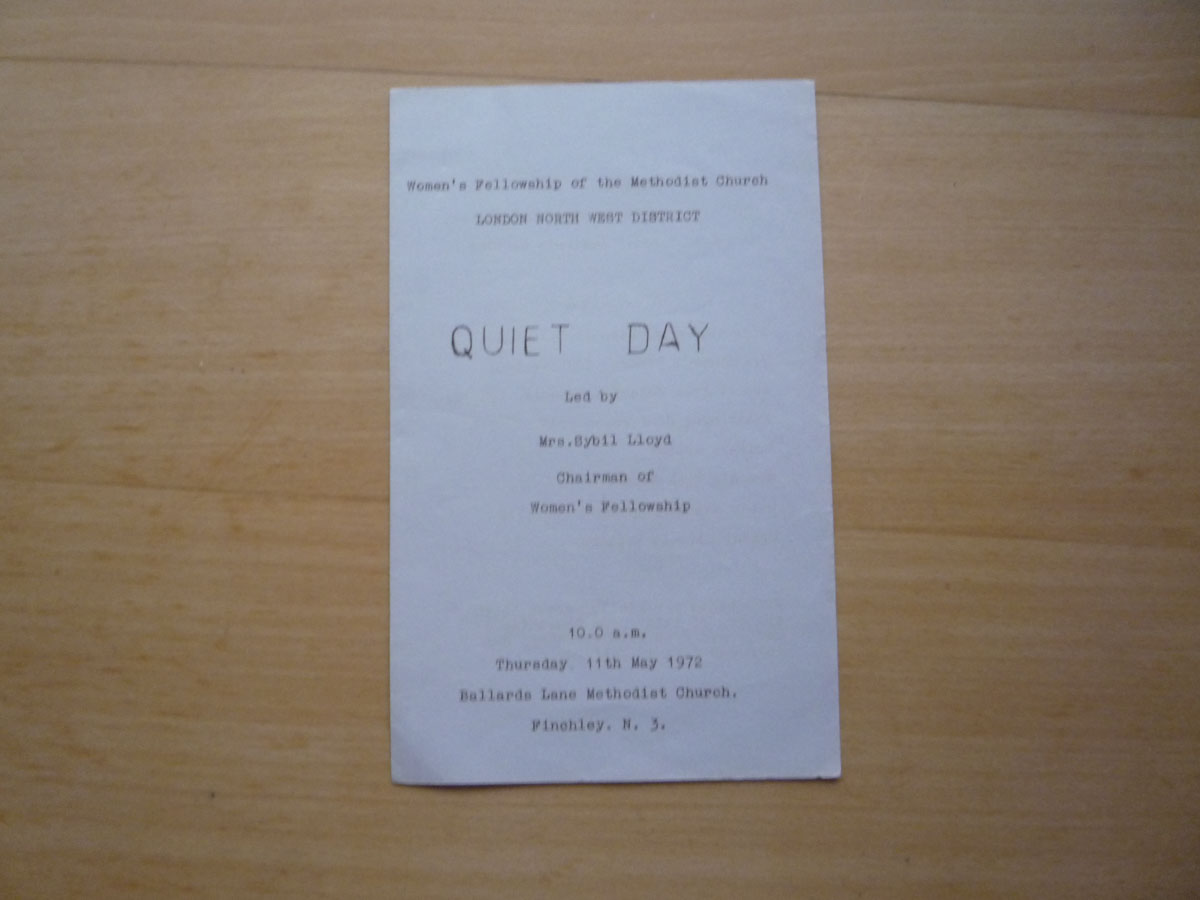 Women's Fellowship of the Methodist Church
LONDON NORTH WEST DISTRICT
QUIET DAY
Led by
Mrs.Sybil Lloyd
Chairman of
Women's Fellowship
10.0 a.m.
Thursday. 11th May 1972
Ballards Lane Methodist Church.
Finchley. N. 3.